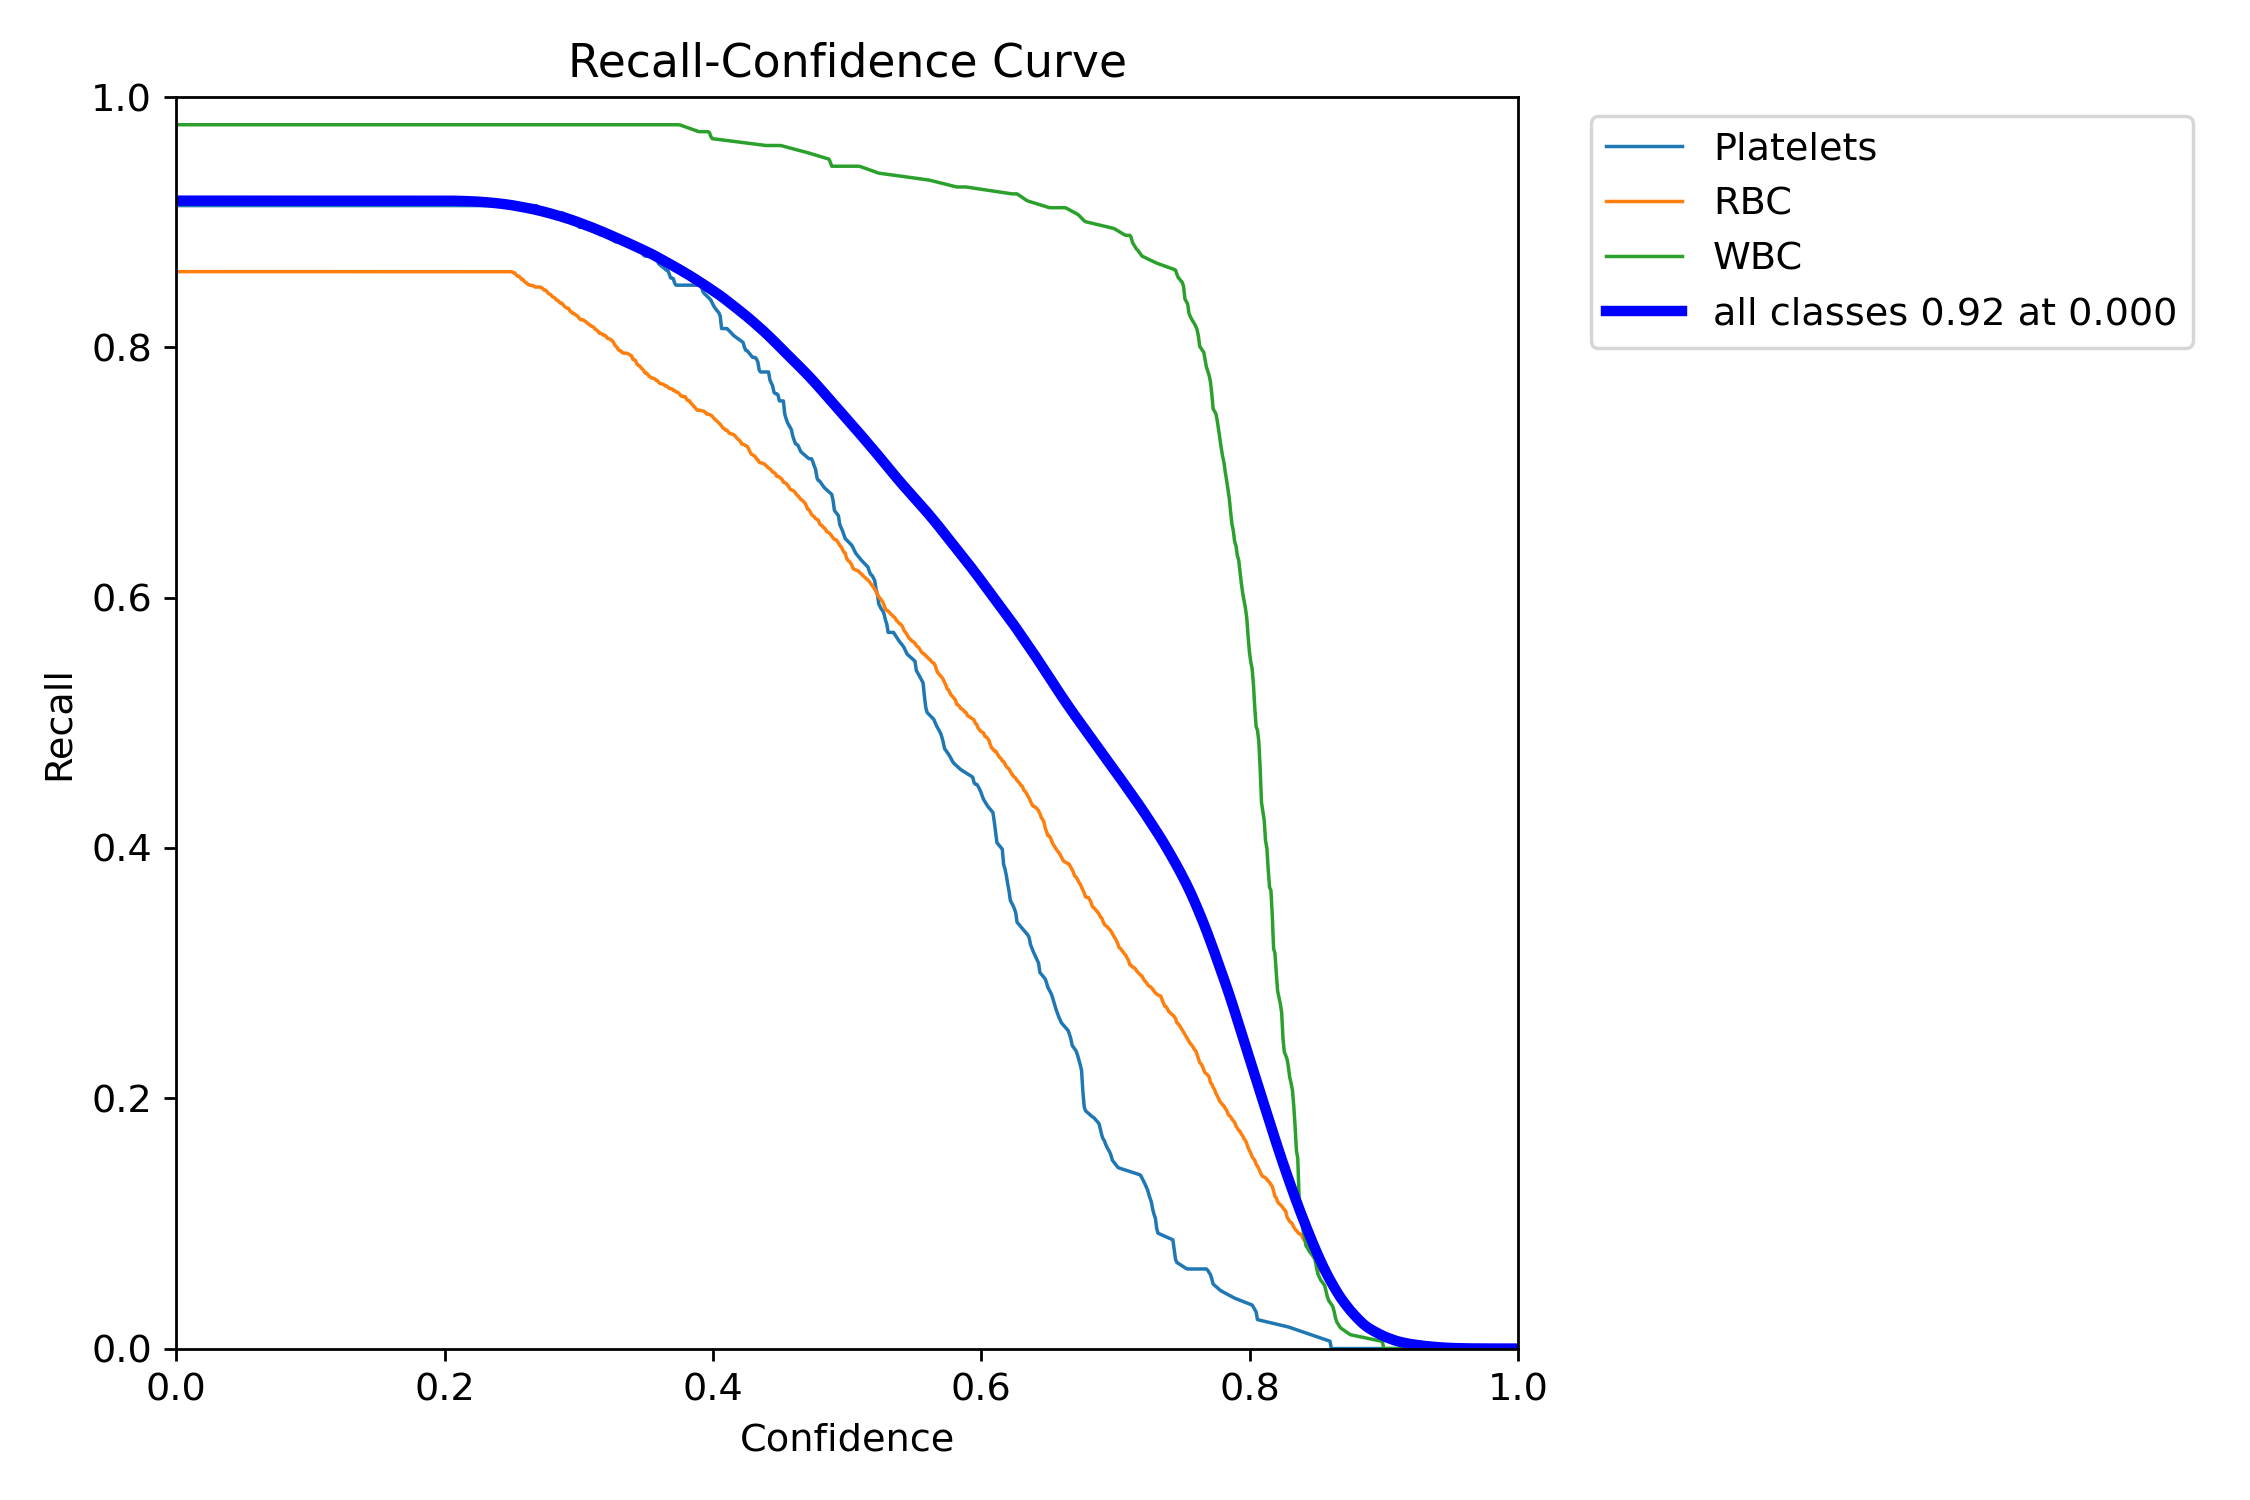 Recall-Confidence Curve
1.0
0.8
0.6
0.4
0.2
0.0
Recall
0.0 0.2 0.4 0.6 0.8 1.0
Confidence
Platelets
RBC
WBC
all classes 0.92 at 0.000